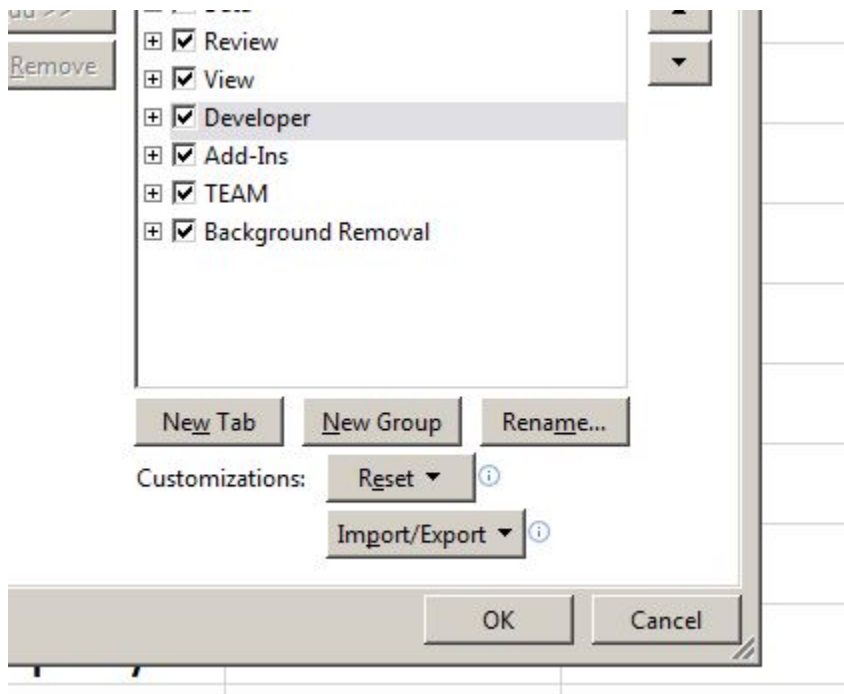 Review
Remove
View
Developer
Add-Ins
TEAM
Background Removal
New Tab New Group Rename...
Customizations: Reset
Import/Export
OK Cancel